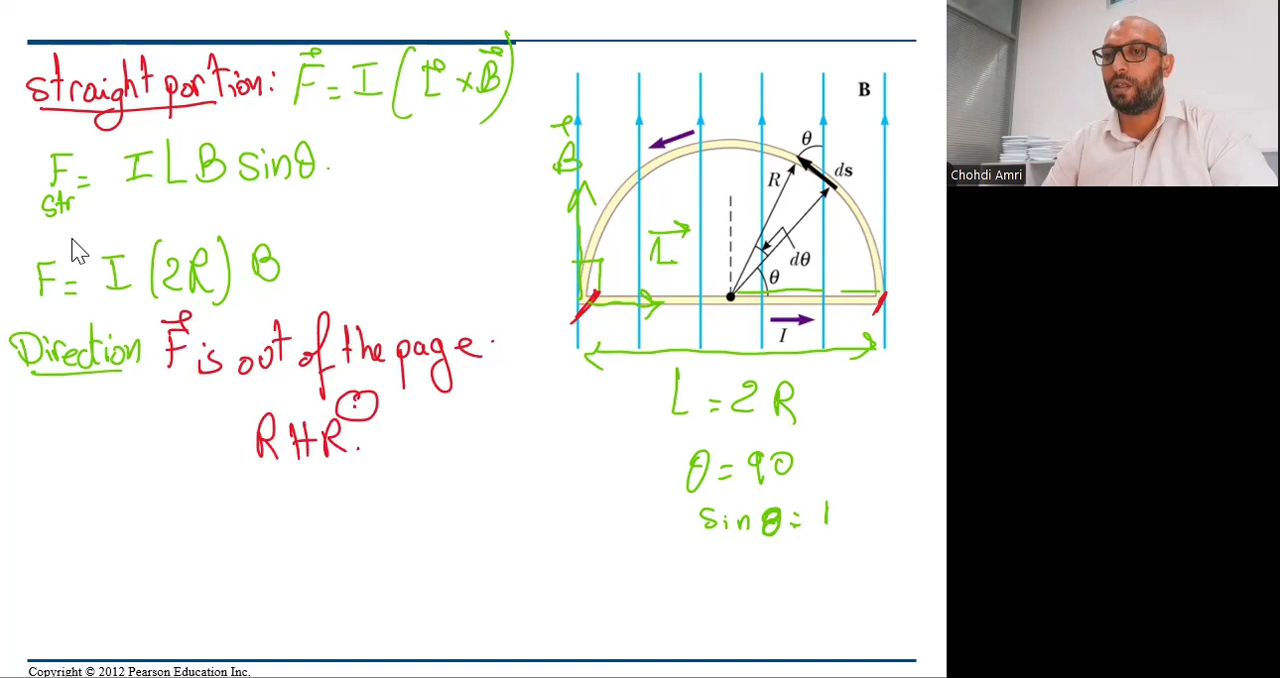 straight portion: F = I (L × B)
F str = I L B sinθ.
F = I (2R) B
Direction F is out of the page.
RHR.
B
B
θ
ds
R
L
dθ
θ
I
L = 2R
θ = 90
sin θ = 1
Chohdi Amri
Copyright © 2012 Pearson Education Inc.